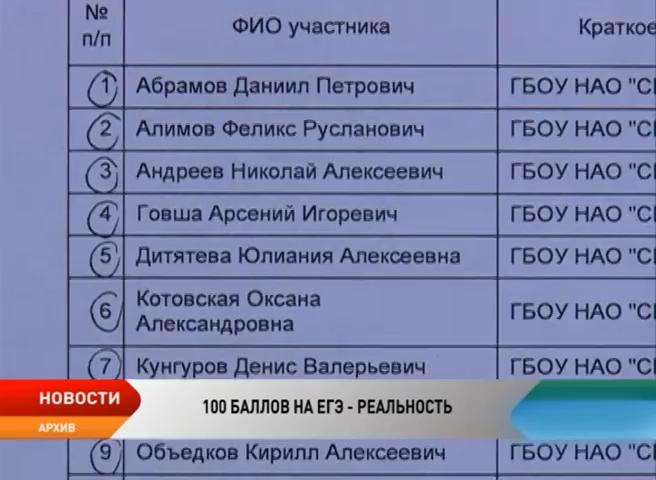 №
п/п
ФИО участника
Краткое
1
Абрамов Даниил Петрович
ГБОУ НАО "С
2
Алимов Феликс Русланович
ГБОУ НАО "С
3
Андреев Николай Алексеевич
ГБОУ НАО "С
4
Говша Арсений Игоревич
ГБОУ НАО "С
5
Дитятева Юлиания Алексеевна
ГБОУ НАО "С
6
Котовская Оксана
Александровна
ГБОУ НАО "С
7
Кунгуров Денис Валерьевич
ГБОУ НАО "С
НОВОСТИ
АРХИВ
100 БАЛЛОВ НА ЕГЭ - РЕАЛЬНОСТЬ
9
Объедков Кирилл Алексеевич
ГБОУ НАО "С